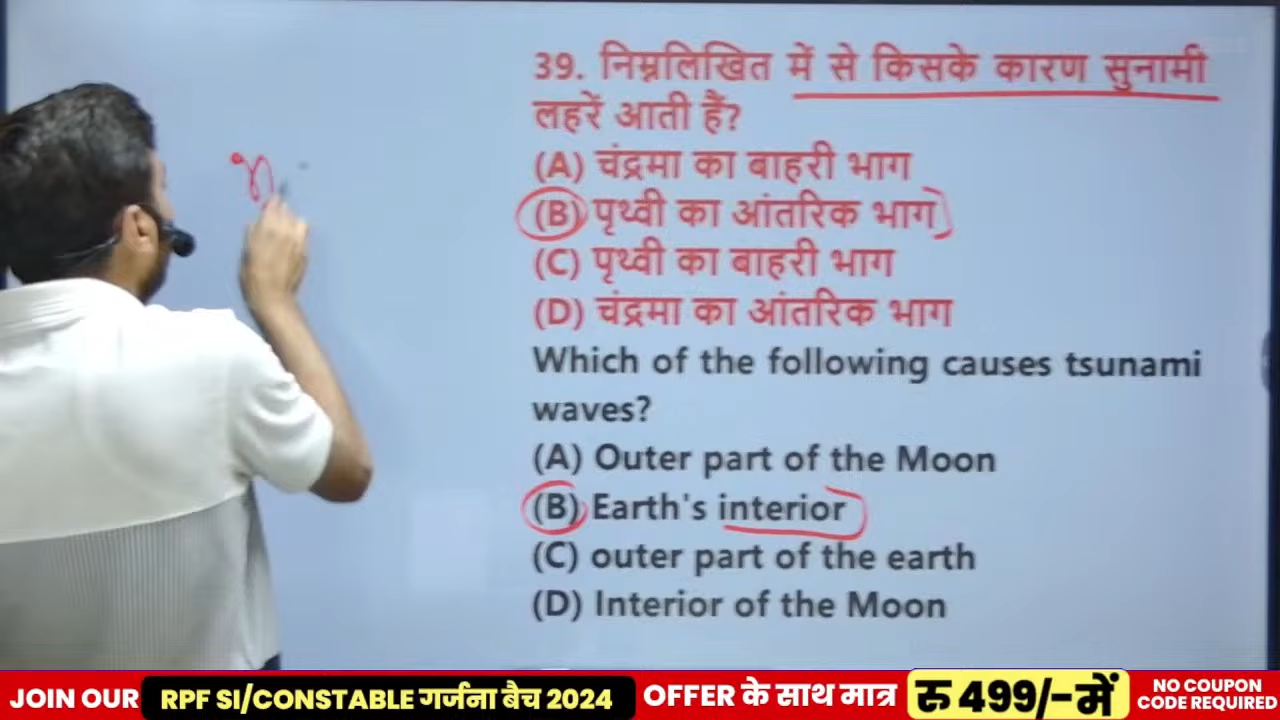 39. निम्नलिखित में से किसके कारण सुनामी
लहरें आती हैं?
(A) चंद्रमा का बाहरी भाग
(B) पृथ्वी का आंतरिक भाग
(C) पृथ्वी का बाहरी भाग
(D) चंद्रमा का आंतरिक भाग
Which of the following causes tsunami
waves?
(A) Outer part of the Moon
(B) Earth's interior
(C) outer part of the earth
(D) Interior of the Moon
JOIN OUR RPF SI/CONSTABLE गर्जना बैच 2024 OFFER के साथ मात्र रु 499/-में NO COUPON
CODE REQUIRED